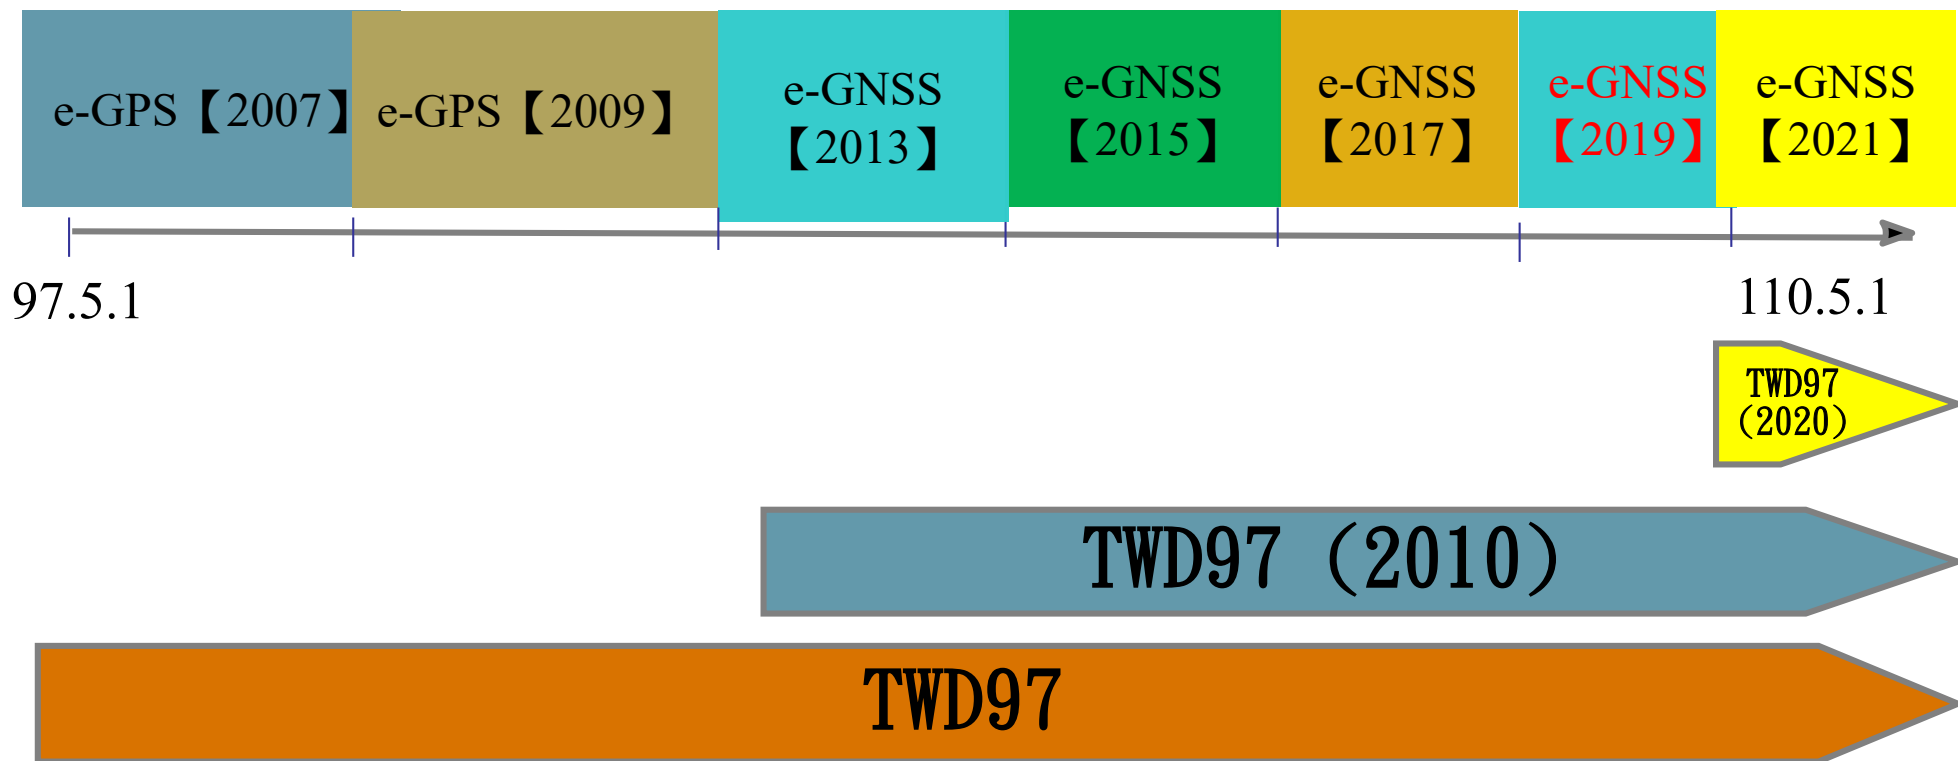 e-GPS【2007】
e-GPS【2009】
e-GNSS
【2013】
e-GNSS
【2015】
e-GNSS
【2017】
e-GNSS
【2019】
e-GNSS
【2021】
97.5.1
110.5.1
TWD97
(2020)
TWD97 (2010)
TWD97